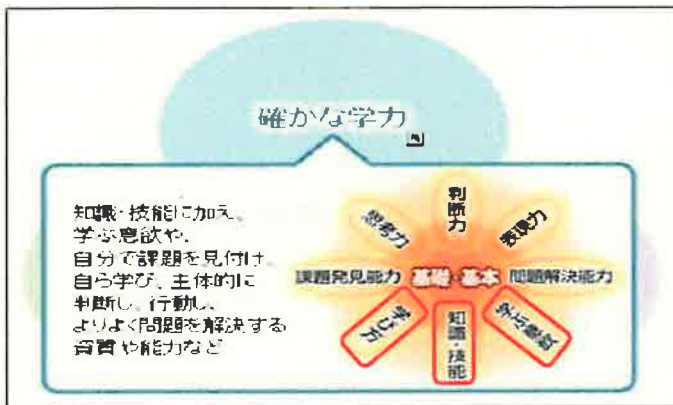 確かな学力
知識・技能に加え、
学ぶ意欲や、
自分で課題を見付け、
自ら学び、主体的に
判断し、行動し、
よりよく問題を解決する
資質や能力など
判断力
思考力
表現力
課題発見能力
基礎・基本
問題解決能力
学び方
知識・技能
学ぶ意欲